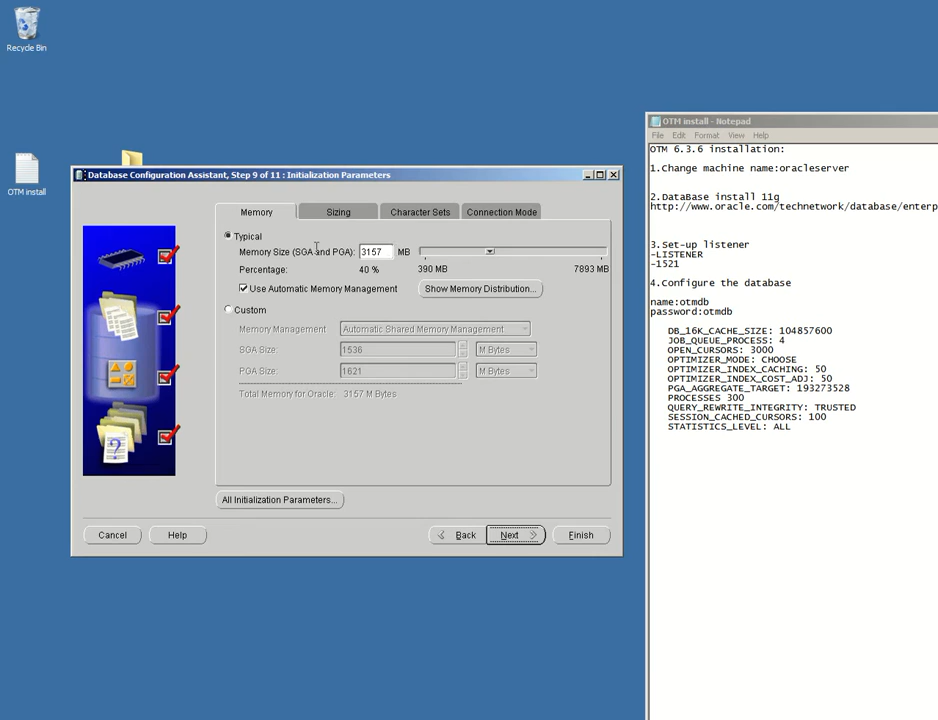 Recycle Bin
OTM install
Database Configuration Assistant, Step 9 of 11 : Initialization Parameters
Memory
Sizing
Character Sets
Connection Mode
Typical
Memory Size (SGA and PGA): 3157 MB
Percentage: 40 % 390 MB 7893 MB
Use Automatic Memory Management
Show Memory Distribution...
Custom
Memory Management Automatic Shared Memory Management
SGA Size: 1536 M Bytes
PGA Size: 1621 M Bytes
Total Memory for Oracle: 3157 M Bytes
All Initialization Parameters...
Cancel
Help
Back
Next
Finish
OTM install - Notepad
File Edit Format View Help
OTM 6.3.6 installation:
1.Change machine name:oracleserver
2.DataBase install 11g
http://www.oracle.com/technetwork/database/enterp
3.Set-up listener
-LISTENER
-1521
4.Configure the database
name:otmdb
password:otmdb
DB_16K_CACHE_SIZE: 104857600
JOB_QUEUE_PROCESS: 4
OPEN_CURSORS: 3000
OPTIMIZER_MODE: CHOOSE
OPTIMIZER_INDEX_CACHING: 50
OPTIMIZER_INDEX_COST_ADJ: 50
PGA_AGGREGATE_TARGET: 193273528
PROCESSES 300
QUERY_REWRITE_INTEGRITY: TRUSTED
SESSION_CACHED_CURSORS: 100
STATISTICS_LEVEL: ALL